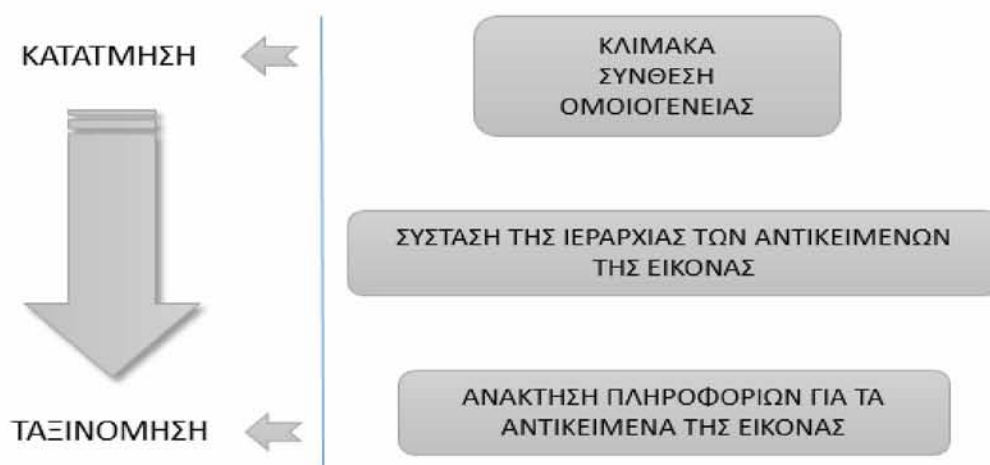 ΚΑΤΑΤΜΗΣΗ
ΚΛΙΜΑΚΑ
ΣΥΝΘΕΣΗ
ΟΜΟΙΟΓΕΝΕΙΑΣ
ΣΥΣΤΑΣΗ ΤΗΣ ΙΕΡΑΡΧΙΑΣ ΤΩΝ ΑΝΤΙΚΕΙΜΕΝΩΝ
ΤΗΣ ΕΙΚΟΝΑΣ
ΤΑΞΙΝΟΜΗΣΗ
ΑΝΑΚΤΗΣΗ ΠΛΗΡΟΦΟΡΙΩΝ ΓΙΑ ΤΑ
ΑΝΤΙΚΕΙΜΕΝΑ ΤΗΣ ΕΙΚΟΝΑΣ